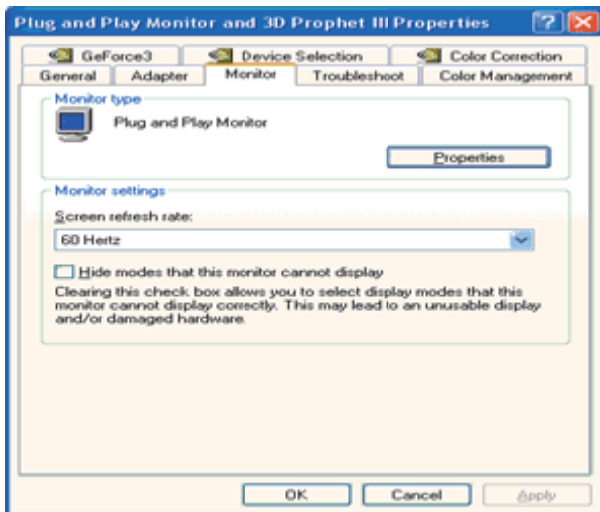 Plug and Play Monitor and 3D Prophet III Properties
GeForce3 Device Selection Color Correction
General Adapter Monitor Troubleshoot Color Management
Monitor type
Plug and Play Monitor
Properties
Monitor settings
Screen refresh rate:
60 Hertz
Hide modes that this monitor cannot display
Clearing this check box allows you to select display modes that this
monitor cannot display correctly. This may lead to an unusable display
and/or damaged hardware.
OK Cancel Apply